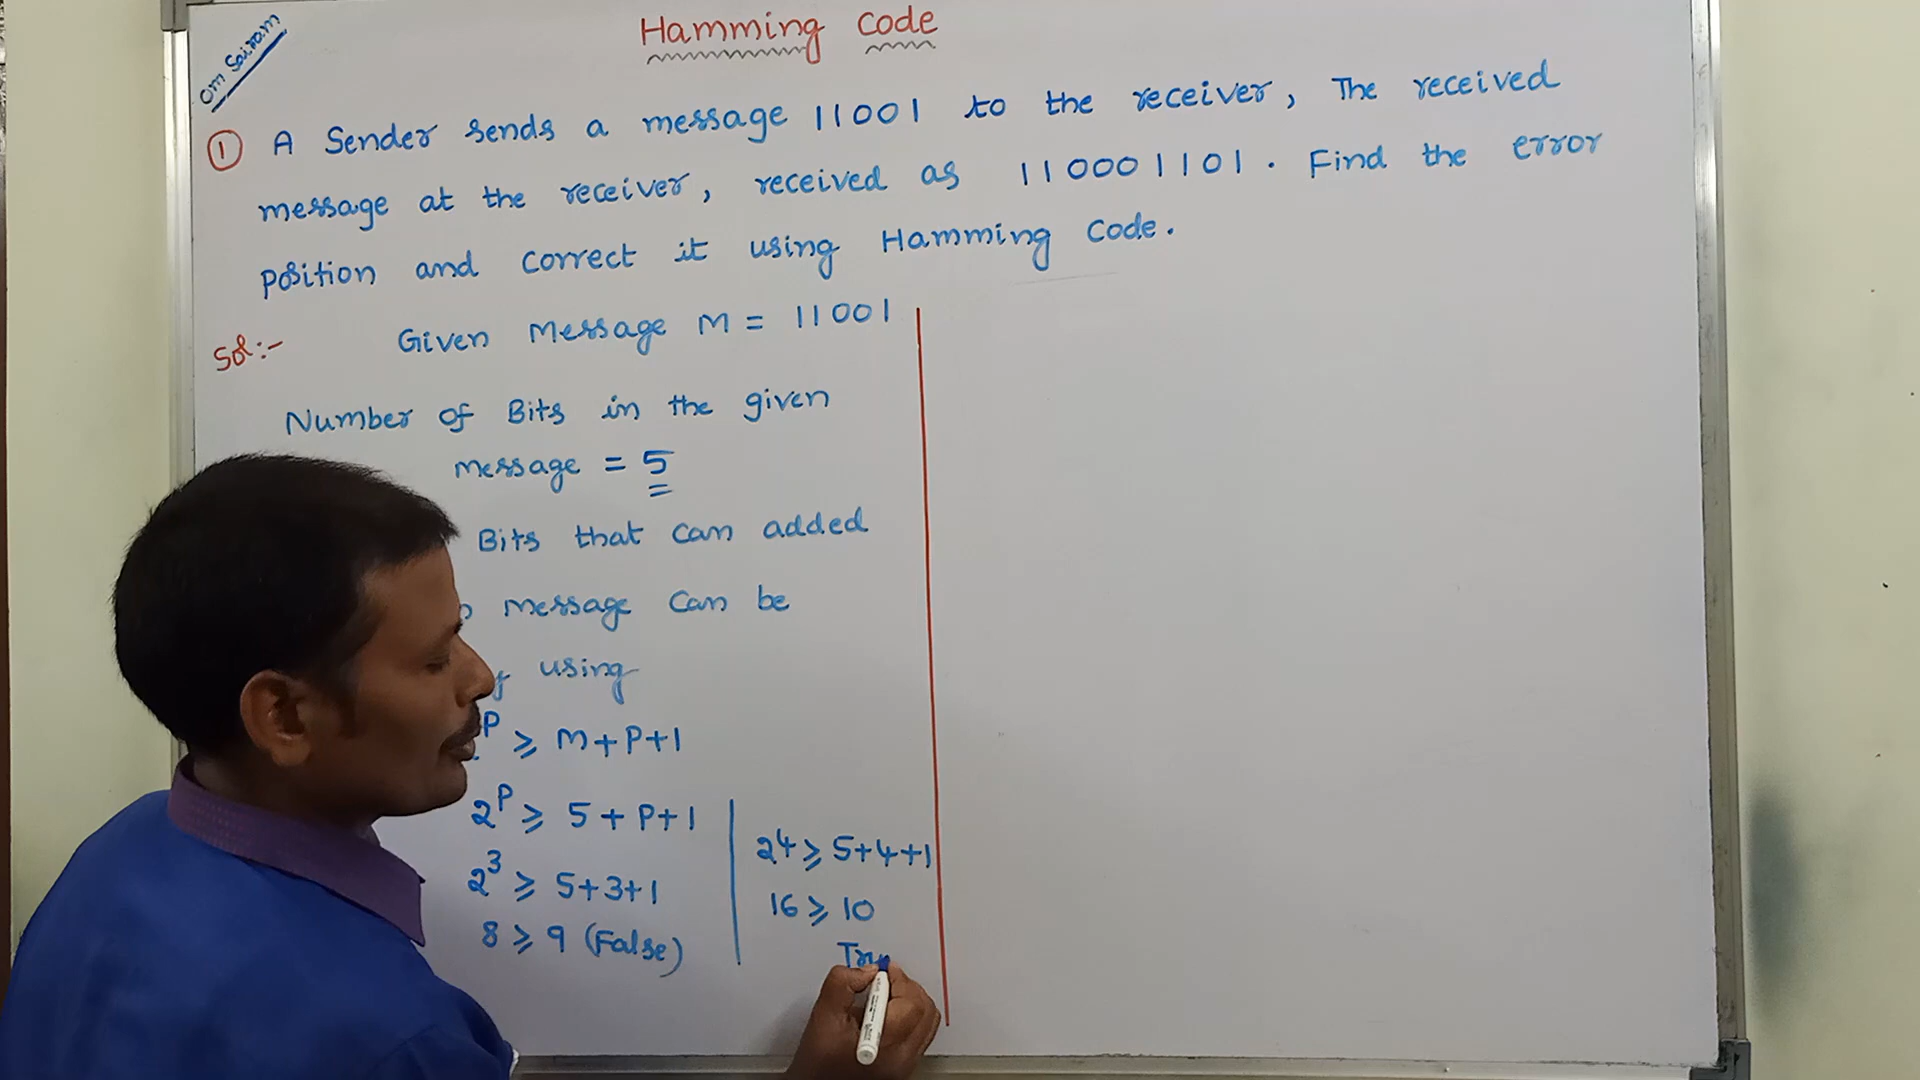 Hamming Code
Om Sairam
1 A Sender sends a message 11001 to the receiver, The received
message at the receiver, received as 110001101. Find the error
position and correct it using Hamming Code.
Sol:- Given Message M = 11001
Number of Bits in the given
message = 5
Bits that can added
message can be
using
P ≥ m+P+1
2^P ≥ 5+P+1
2^3 ≥ 5+3+1
8 ≥ 9 (False)
2^4 ≥ 5+4+1
16 ≥ 10
Tru